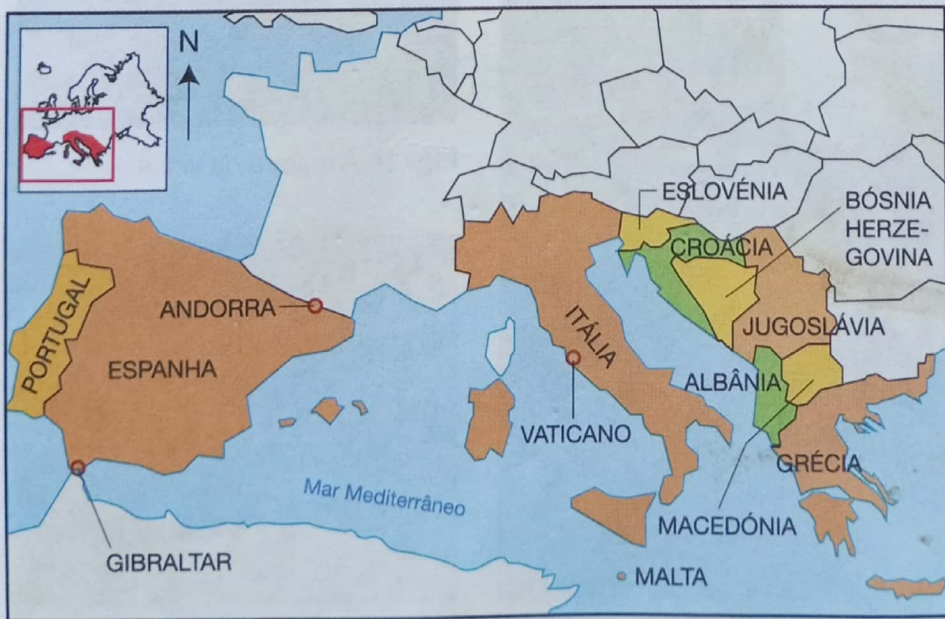 N
ESLOVÉNIA
BÓSNIA
HERZE-
GOVINA
CROÁCIA
ANDORRA
PORTUGAL
ITÁLIA
JUGOSLÁVIA
ESPANHA
ALBÂNIA
VATICANO
GRÉCIA
Mar Mediterrâneo
MACEDÓNIA
GIBRALTAR
MALTA